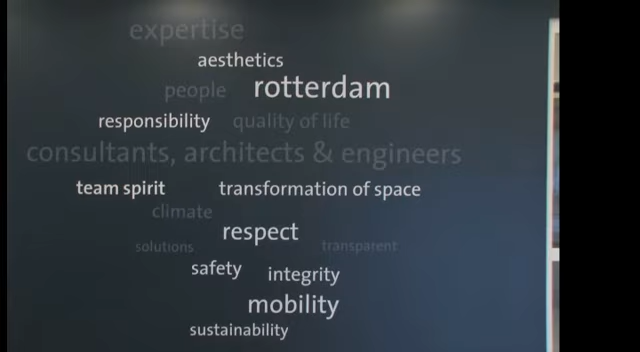 expertise
aesthetics
people rotterdam
responsibility quality of life
consultants, architects & engineers
team spirit transformation of space
climate
respect
solutions transparent
safety integrity
mobility
sustainability